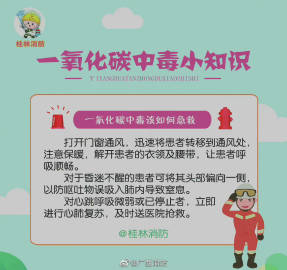 桂林消防
一氧化碳中毒小知识
YIYANGHUATANZHONGDUXIAOZHISHI
一氧化碳中毒该如何急救
打开门窗通风，迅速将患者转移到通风处，
注意保暖，解开患者的衣领及腰带，让患者呼
吸顺畅。
对于昏迷不醒的患者可将其头部偏向一侧，
以防呕吐物误吸入肺内导致窒息。
对心跳呼吸微弱或已停止者，立即
进行心肺复苏，及时送医院抢救。
@桂林消防